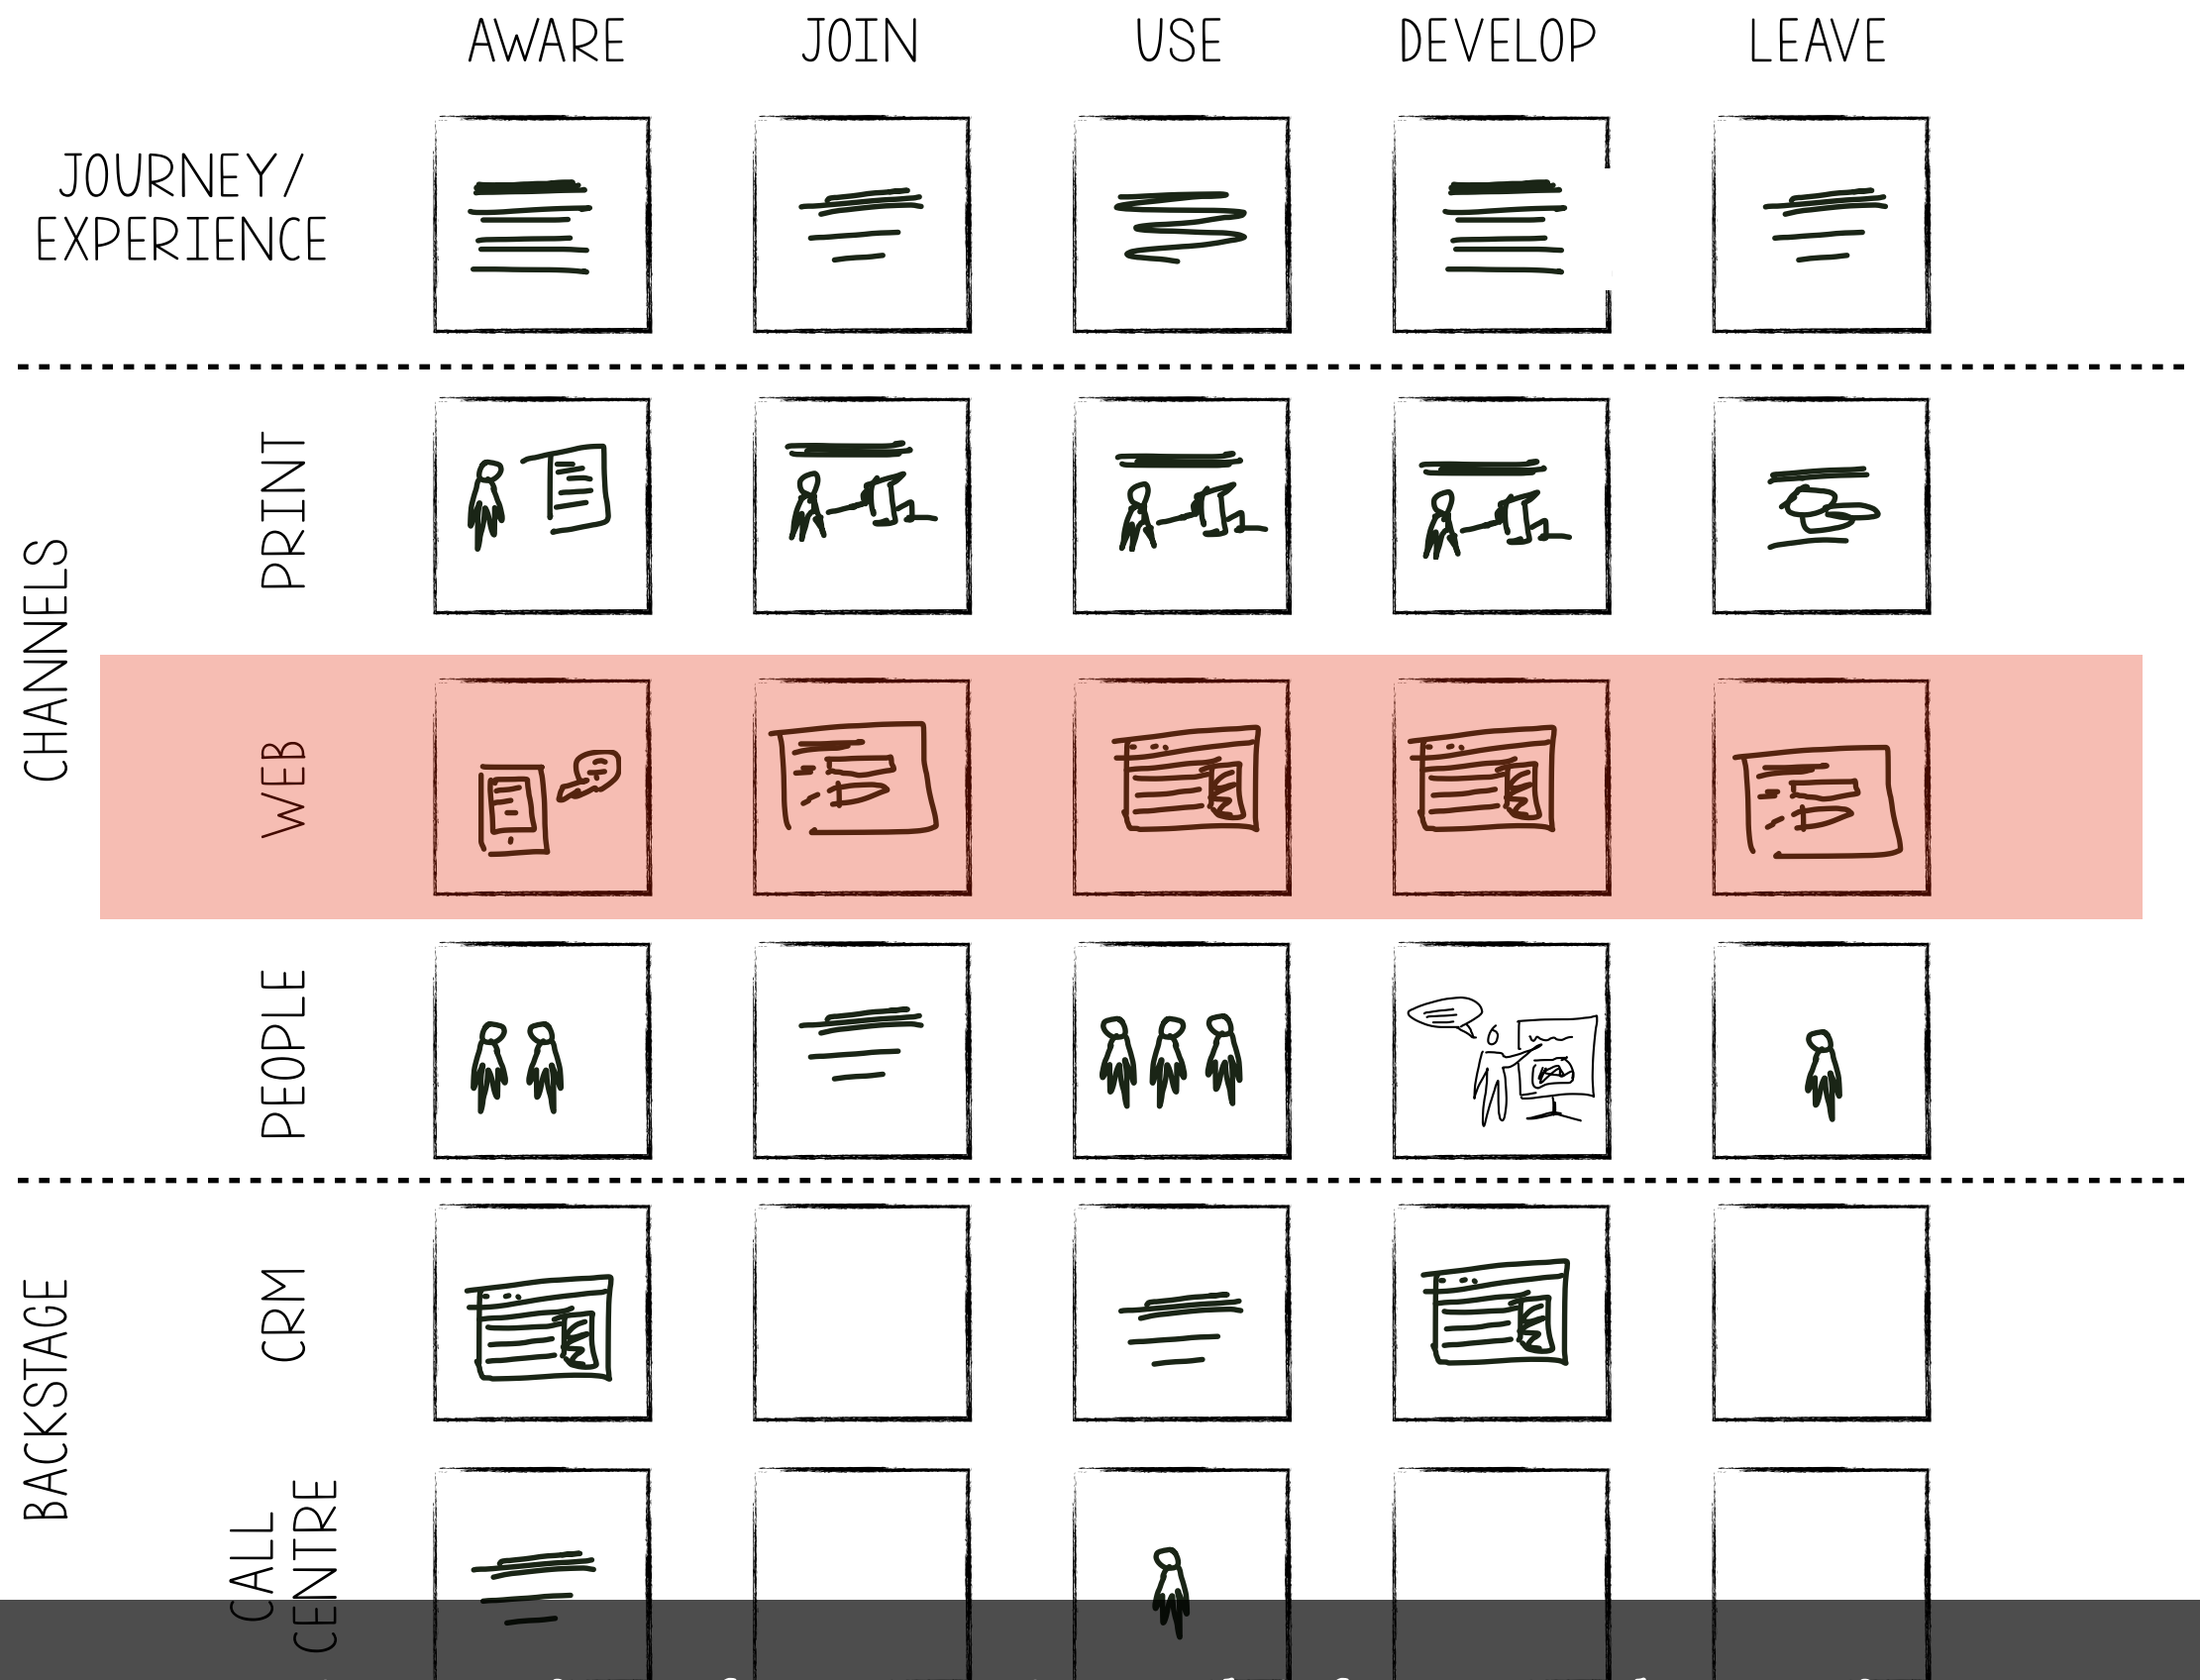 AWARE JOIN USE DEVELOP LEAVE
JOURNEY/
EXPERIENCE
CHANNELS
PRINT
WEB
PEOPLE
BACKSTAGE
CRM
CALL
CENTRE